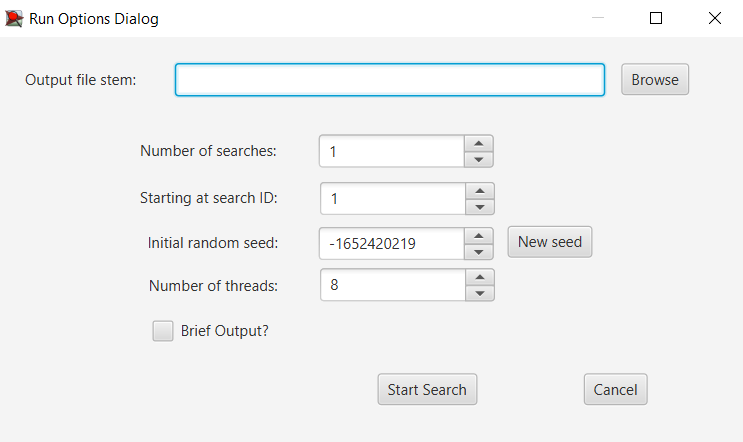 Run Options Dialog
Output file stem: Browse
Number of searches: 1
Starting at search ID: 1
Initial random seed: -1652420219 New seed
Number of threads: 8
Brief Output?
Start Search Cancel